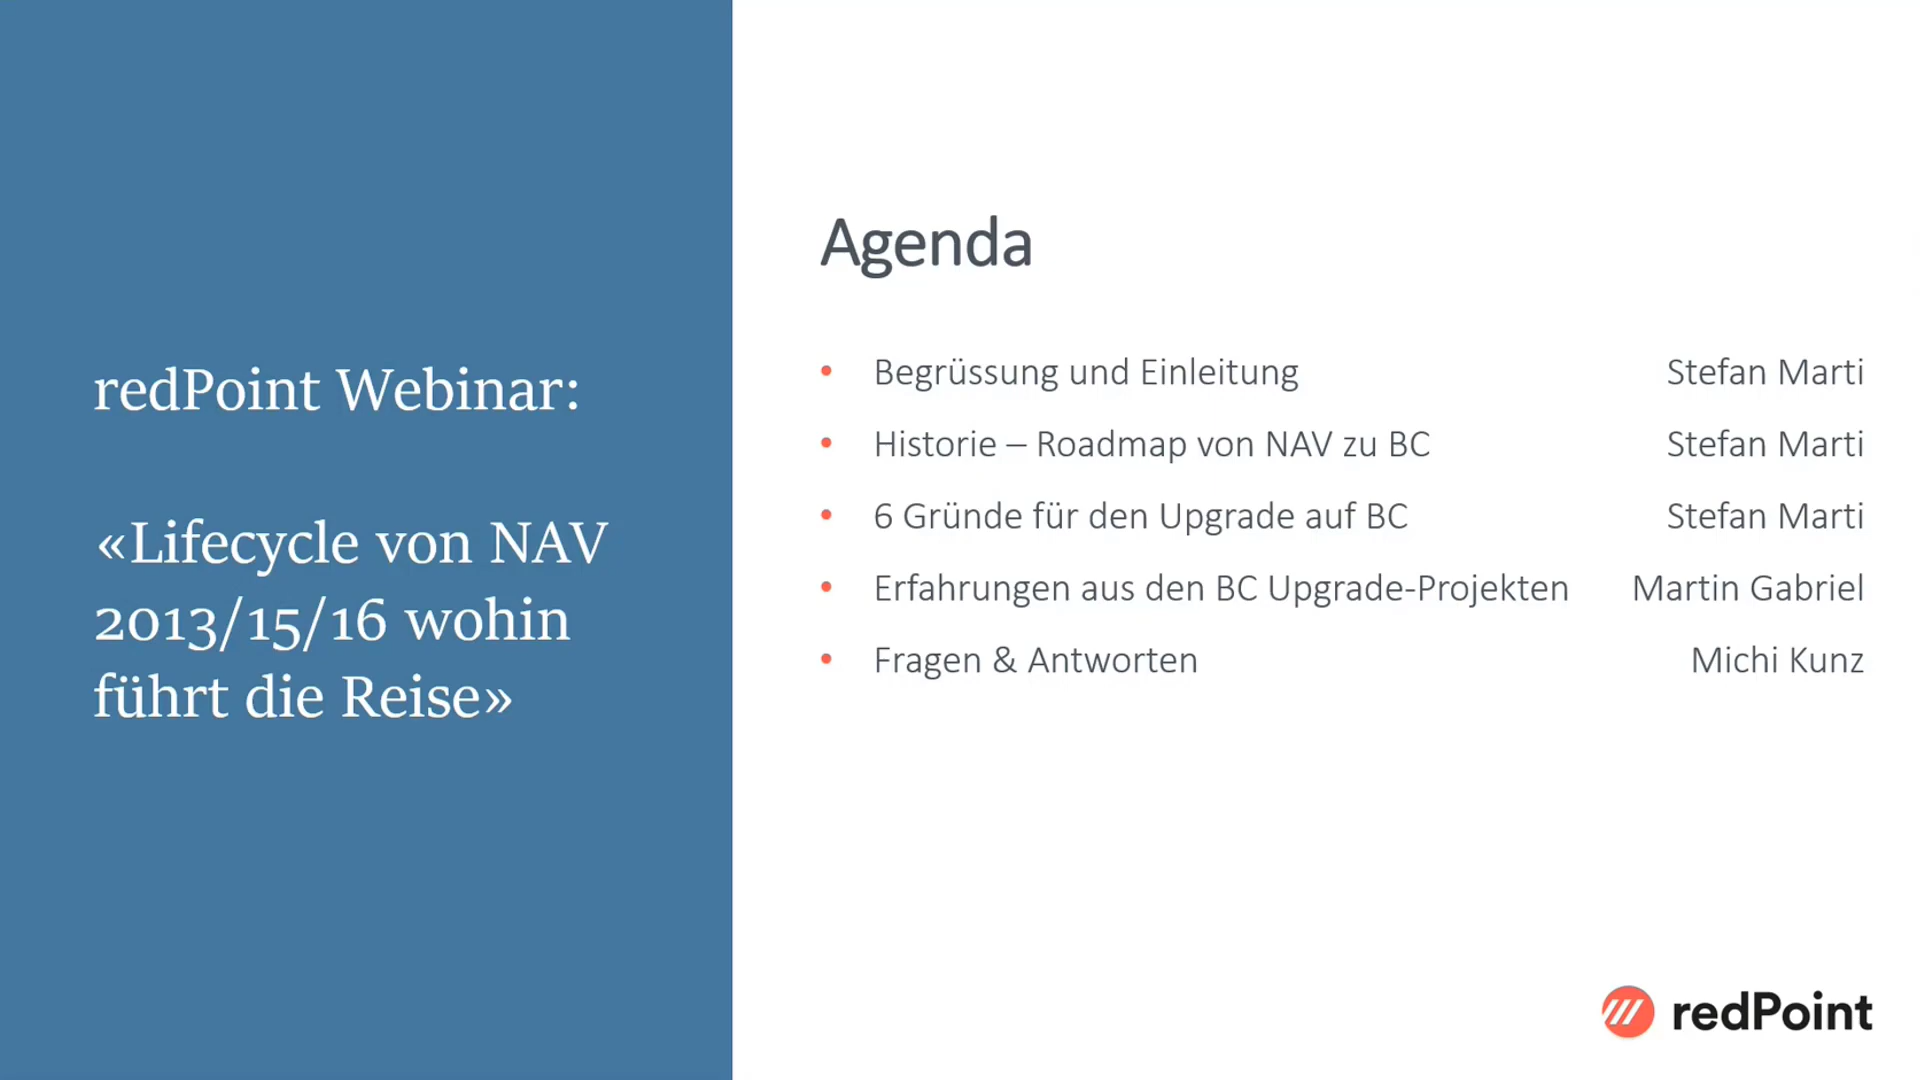 redPoint Webinar:
«Lifecycle von NAV
2013/15/16 wohin
führt die Reise»
Agenda
• Begrüssung und Einleitung Stefan Marti
• Historie – Roadmap von NAV zu BC Stefan Marti
• 6 Gründe für den Upgrade auf BC Stefan Marti
• Erfahrungen aus den BC Upgrade-Projekten Martin Gabriel
• Fragen & Antworten Michi Kunz
redPoint